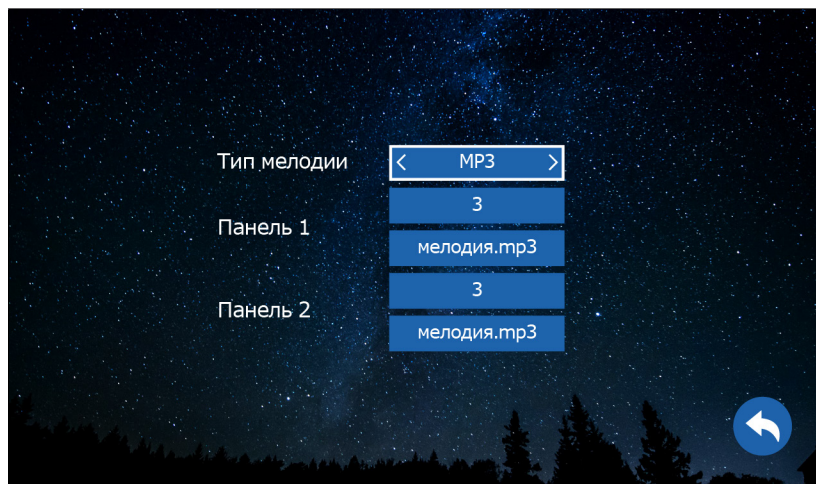 Тип мелодии < MP3 >
3
Панель 1
мелодия.mp3
3
Панель 2
мелодия.mp3